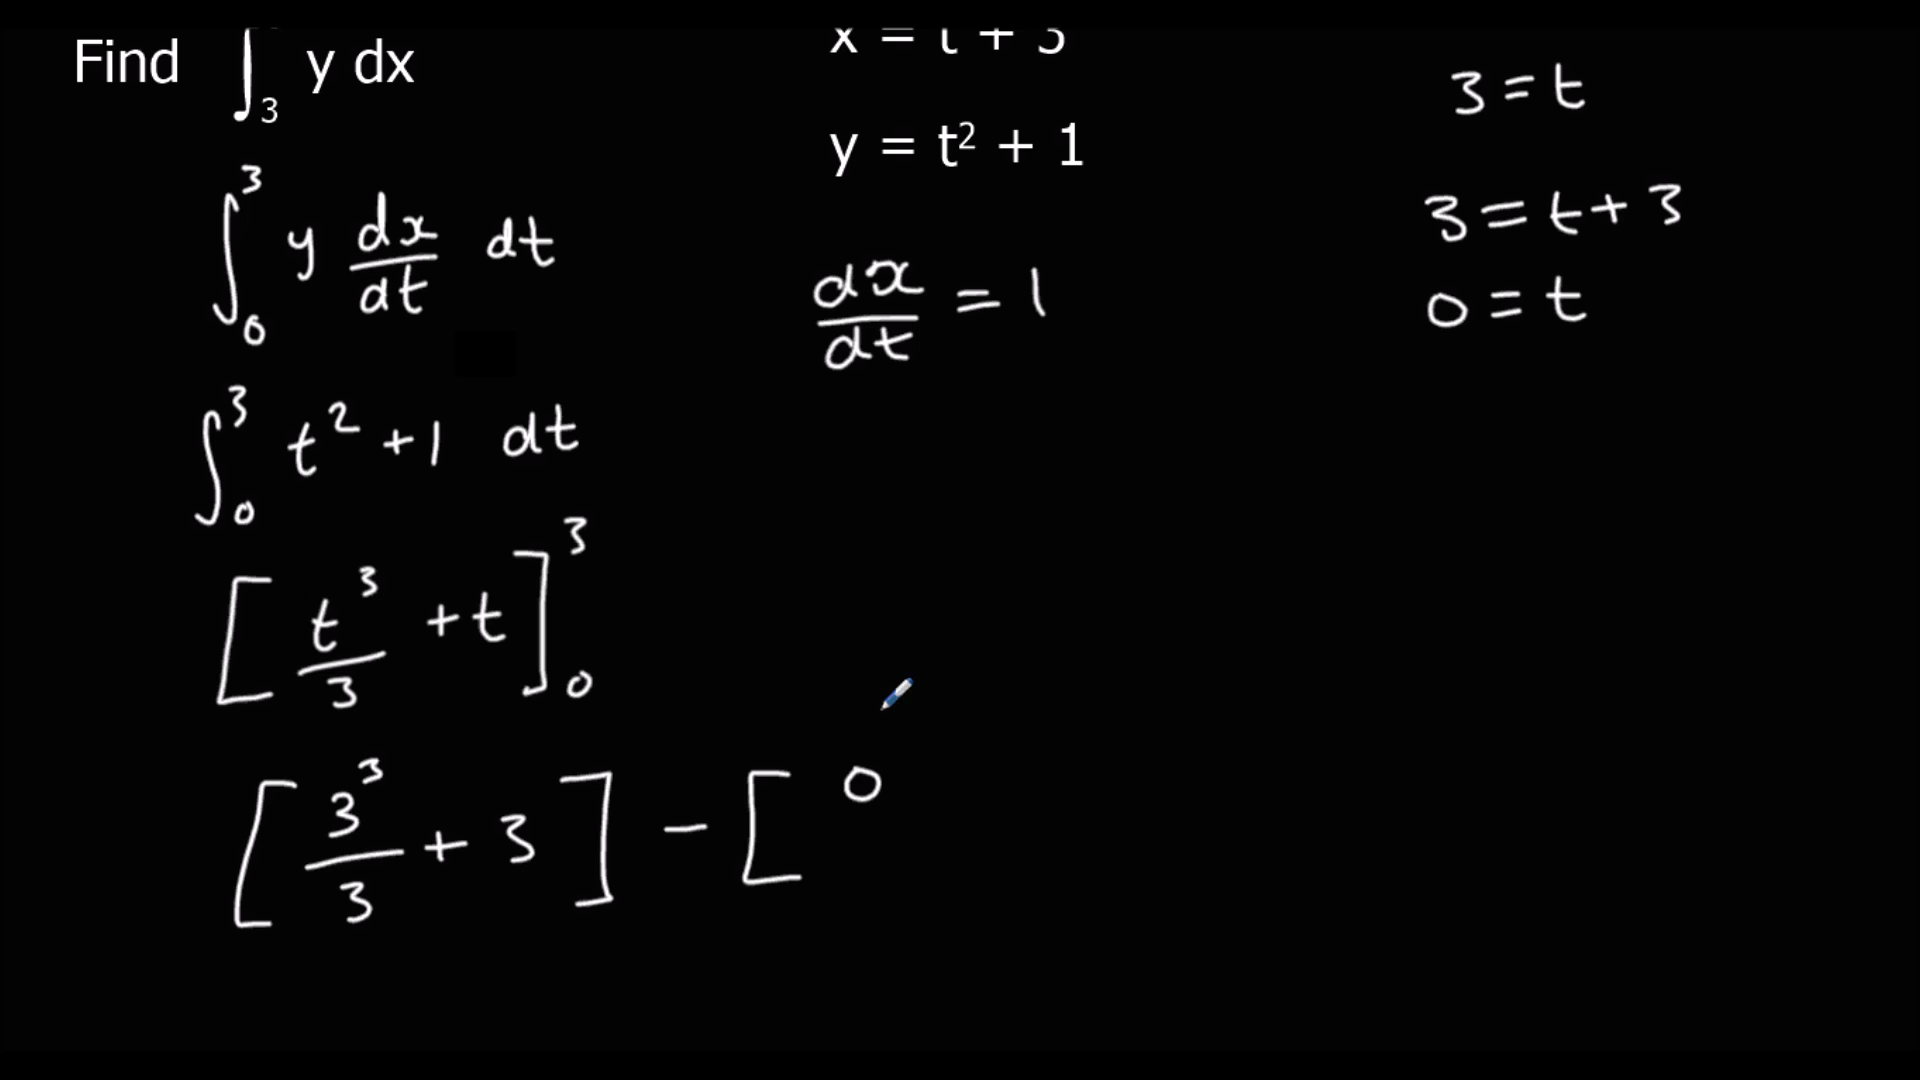 Find ∫₃ y dx
x = t + 3
y = t² + 1
3 = t
3 = t + 3
0 = t
∫₀³ y dx/dt dt
dx/dt = 1
∫₀³ t² + 1 dt
[t³/3 + t]₀³
[3³/3 + 3] - [0